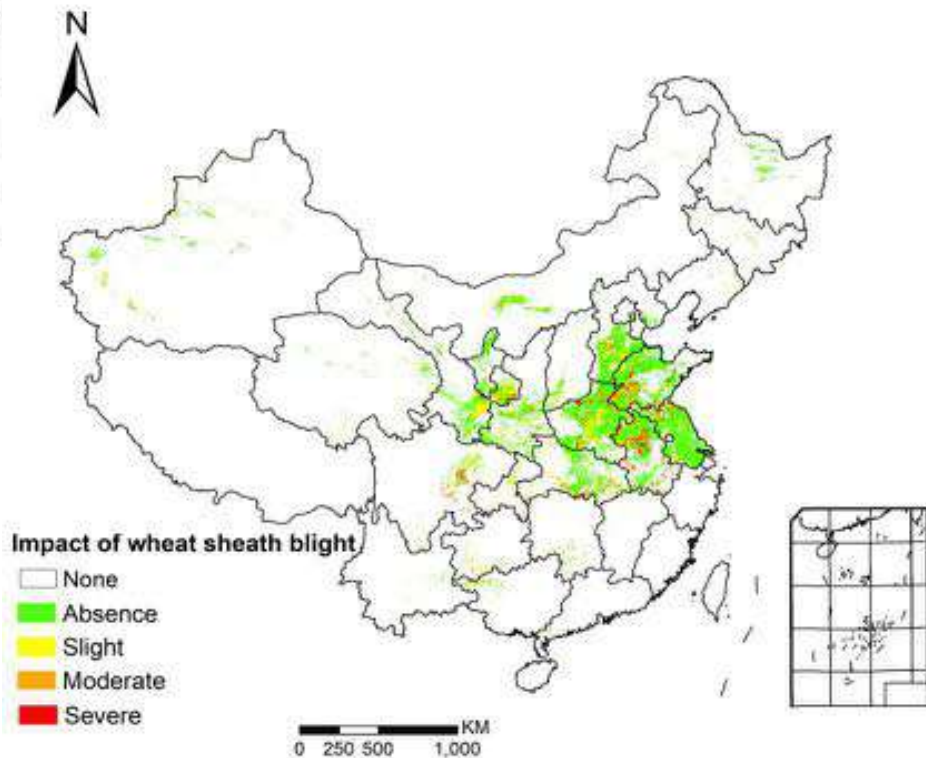 N
Impact of wheat sheath blight
None
Absence
Slight
Moderate
Severe
KM
0 250 500 1,000